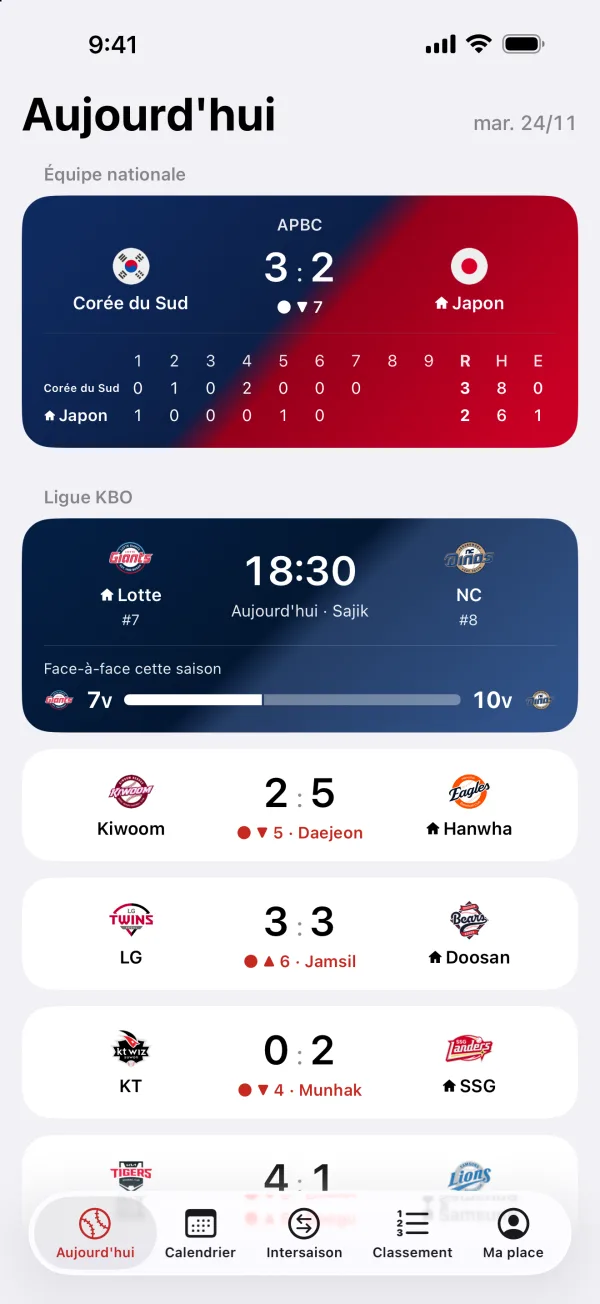 9:41
Aujourd'hui
mar. 24/11
Équipe nationale
APBC
3 : 2
Corée du Sud
7
Japon
1 2 3 4 5 6 7 8 9 R H E
Corée du Sud 0 1 0 2 0 0 0 3 8 0
Japon 1 0 0 0 1 0 2 6 1
Ligue KBO
Giants
18:30
NC Dinos
Lotte
Aujourd'hui · Sajik
NC
#7
#8
Face-à-face cette saison
Giants 7v 10v
KIWOOM
2 : 5
Eagles
Kiwoom
5 · Daejeon
Hanwha
LG TWINS
3 : 3
Bears
LG
6 · Jamsil
Doosan
kt wiz
0 : 2
SSG Landers
KT
4 · Munhak
SSG
TIGERS
4 : 1
Lions
Aujourd'hui
Calendrier
Intersaison
Classement
Ma place